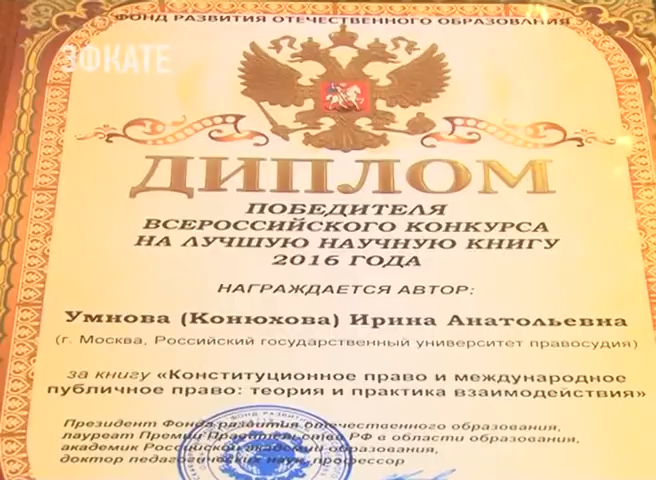 ФОНД РАЗВИТИЯ ОТЕЧЕСТВЕННОГО ОБРАЗОВАНИЯ
ЭФКАТЕ
ДИПЛОМ
ПОБЕДИТЕЛЯ
ВСЕРОССИЙСКОГО КОНКУРСА
НА ЛУЧШУЮ НАУЧНУЮ КНИГУ
2016 ГОДА
НАГРАЖДАЕТСЯ АВТОР:
Умнова (Конюхова) Ирина Анатольевна
(г. Москва, Российский государственный университет правосудия)
за книгу «Конституционное право и международное
публичное право: теория и практика взаимодействия»
Президент Фонда развития отечественного образования,
лауреат Премии Правительства РФ в области образования,
академик Российской академии образования,
доктор педагогических наук, профессор